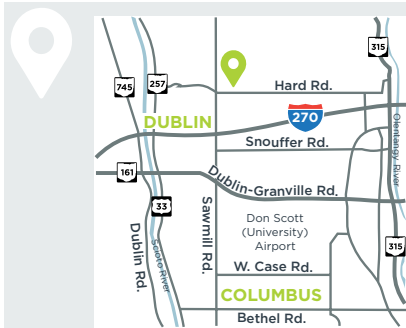 315
745
257
Hard Rd.
270
DUBLIN
Snouffer Rd.
Olentangy River
161
Dublin-Granville Rd.
33
Sawmill Rd.
Don Scott
(University)
Airport
Dublin Rd.
Scioto River
315
W. Case Rd.
COLUMBUS
Bethel Rd.